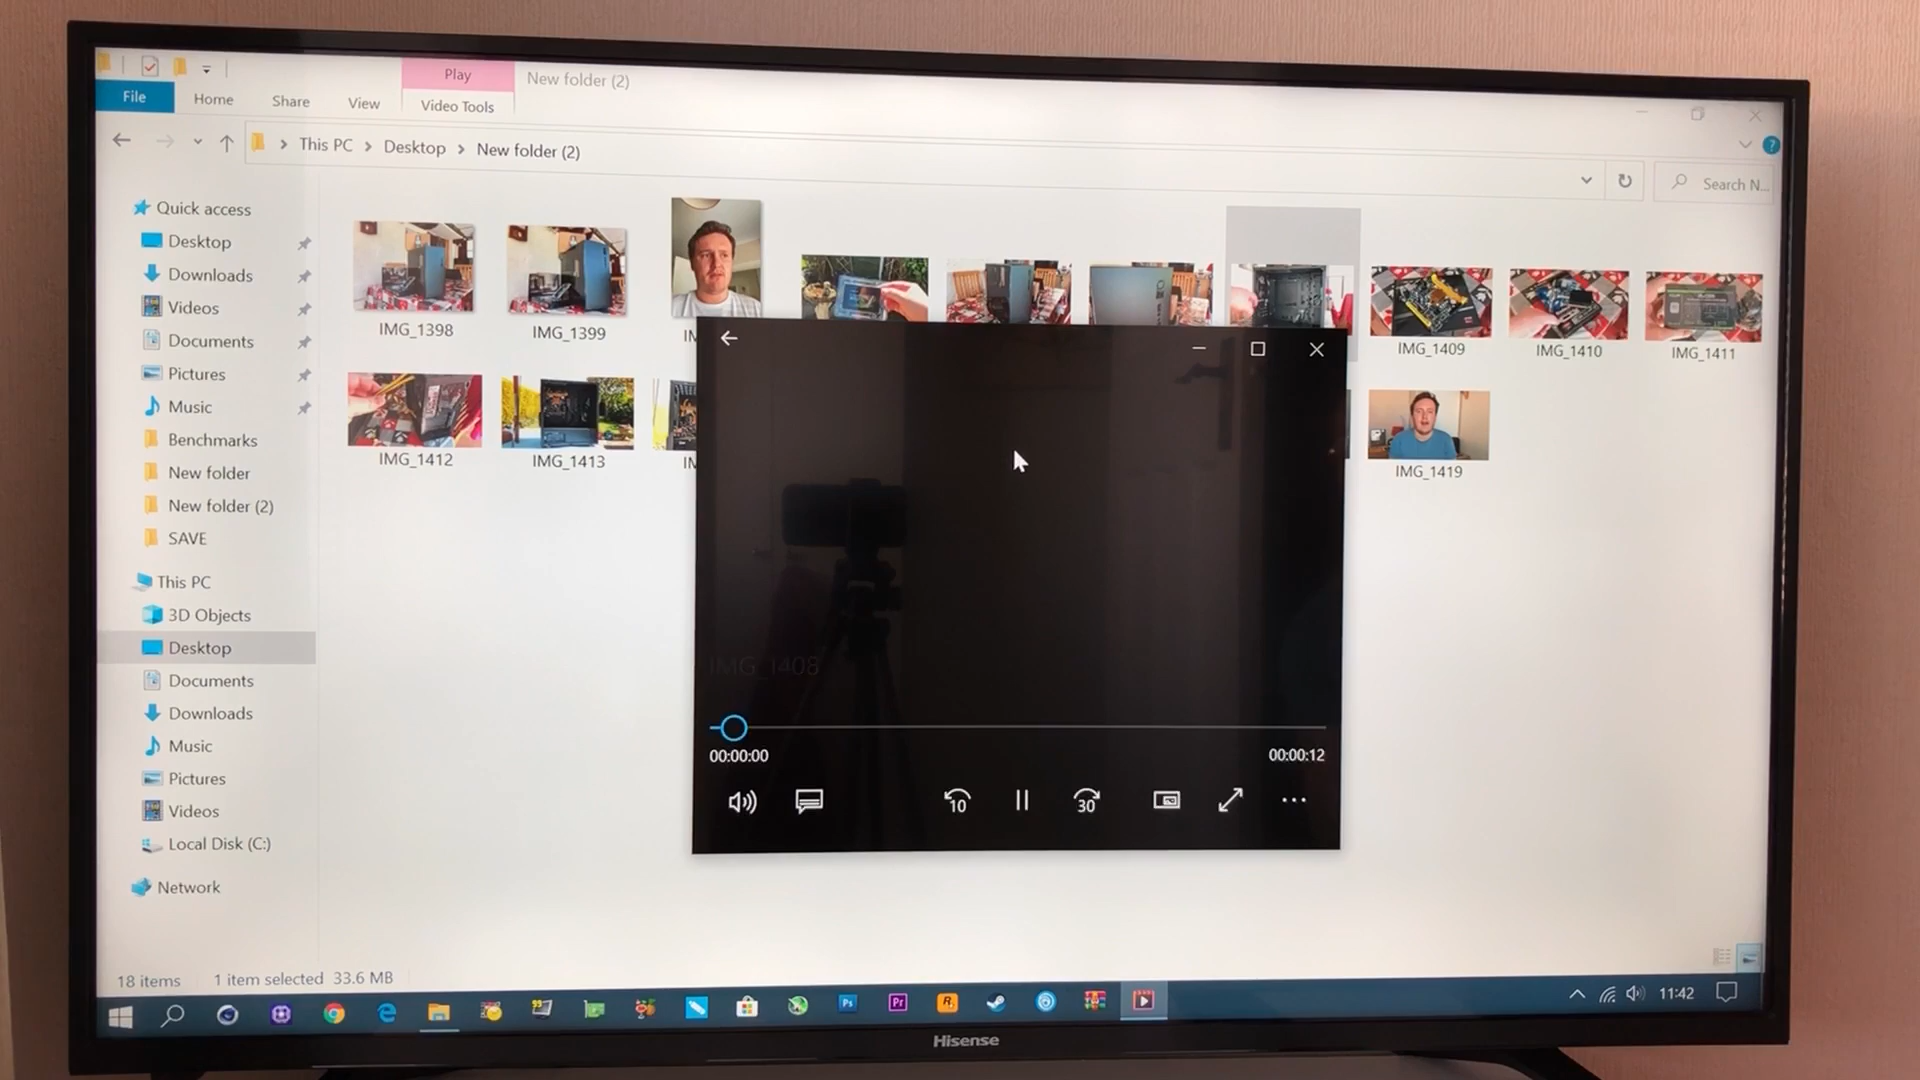 Play
New folder (2)
File
Home
Share
View
Video Tools
This PC
Desktop
New folder (2)
Search N...
Quick access
Desktop
Downloads
Videos
Documents
Pictures
Music
Benchmarks
New folder
New folder (2)
SAVE
This PC
3D Objects
Desktop
Documents
Downloads
Music
Pictures
Videos
Local Disk (C:)
Network
IMG_1398
IMG_1399
IMG_1409
IMG_1410
IMG_1411
IMG_1412
IMG_1413
IMG_1419
IMG_1408
00:00:00
00:00:12
10
30
18 items
1 item selected 33.6 MB
Ps
Pr
11:42
Hisense